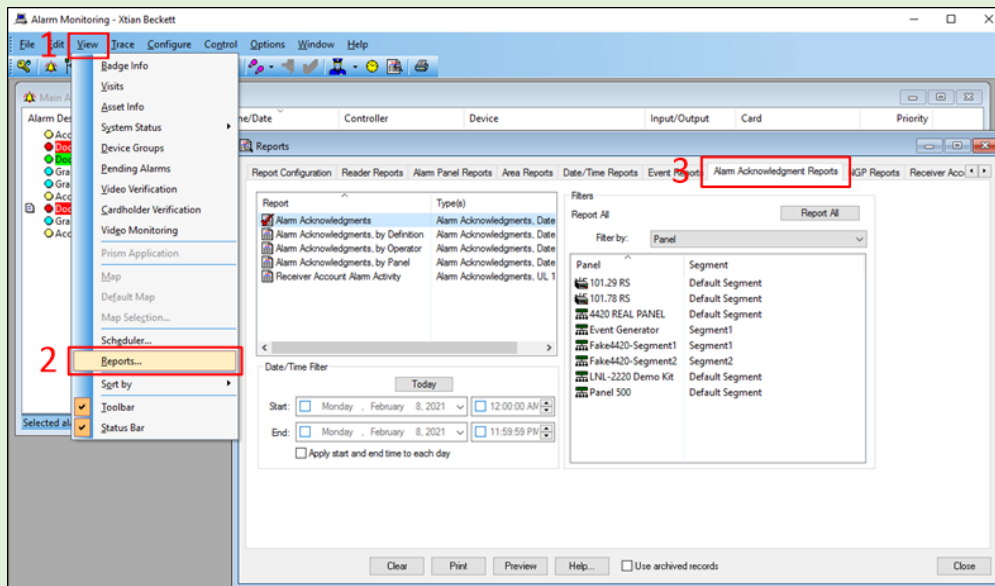 Alarm Monitoring - Xtian Beckett
1
File Edit View Trace Configure Control Options Window Help
Badge Info
Visits
Asset Info
System Status
Device Groups
Pending Alarms
Video Verification
Cardholder Verification
Video Monitoring
Prism Application
Map
Default Map
Map Selection...
Scheduler...
2
Reports...
Sort by
Toolbar
Status Bar
Main A
Alarm Des
me/Date Controller Device Input/Output Card Priority
Acc
Doo
Doo
Gra
Gra
Acc
Doo
Gra
Acc
Selected ala
Reports
3
Report Configuration Reader Reports Alarm Panel Reports Area Reports Date/Time Reports Event Reports Alarm Acknowledgment Reports NGP Reports Receiver Acco
Report Type(s)
Alarm Acknowledgments Alarm Acknowledgments, Date
Alarm Acknowledgments, by Definition Alarm Acknowledgments, Date
Alarm Acknowledgments, by Operator Alarm Acknowledgments, Date
Alarm Acknowledgments, by Panel Alarm Acknowledgments, Date
Receiver Account Alarm Activity Alarm Acknowledgments, UL 1
Date/Time Filter
Today
Start: Monday , February 8, 2021 12:00:00 AM
End: Monday , February 8, 2021 11:59:59 PM
Apply start and end time to each day
Filters
Report All Report All
Filter by: Panel
Panel Segment
101.29 RS Default Segment
101.78 RS Default Segment
4420 REAL PANEL Default Segment
Event Generator Segment1
Fake4420-Segment1 Segment1
Fake4420-Segment2 Segment2
LNL-2220 Demo Kit Default Segment
Panel 500 Default Segment
Clear Print Preview Help... Use archived records Close